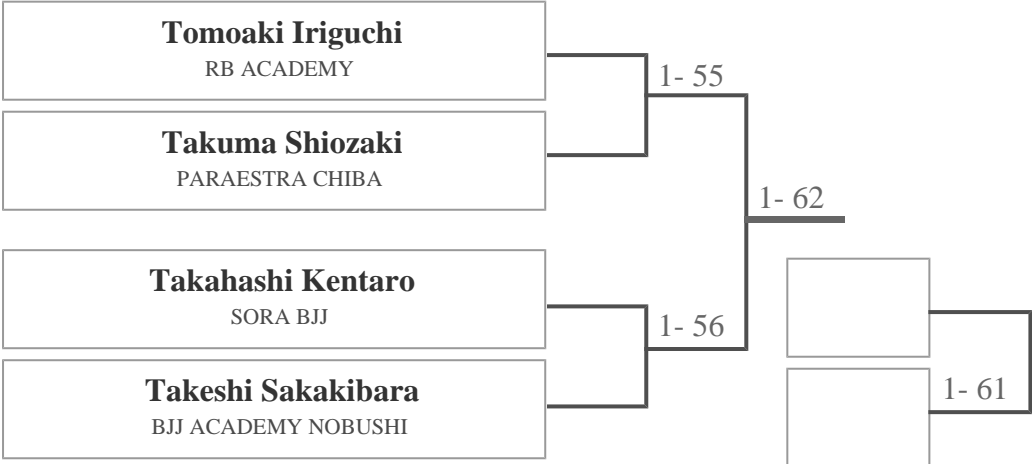 Tomoaki Iriguchi
RB ACADEMY
1- 55
Takuma Shiozaki
PARAESTRA CHIBA
1- 62
Takahashi Kentaro
SORA BJJ
1- 56
Takeshi Sakakibara
BJJ ACADEMY NOBUSHI
1- 61